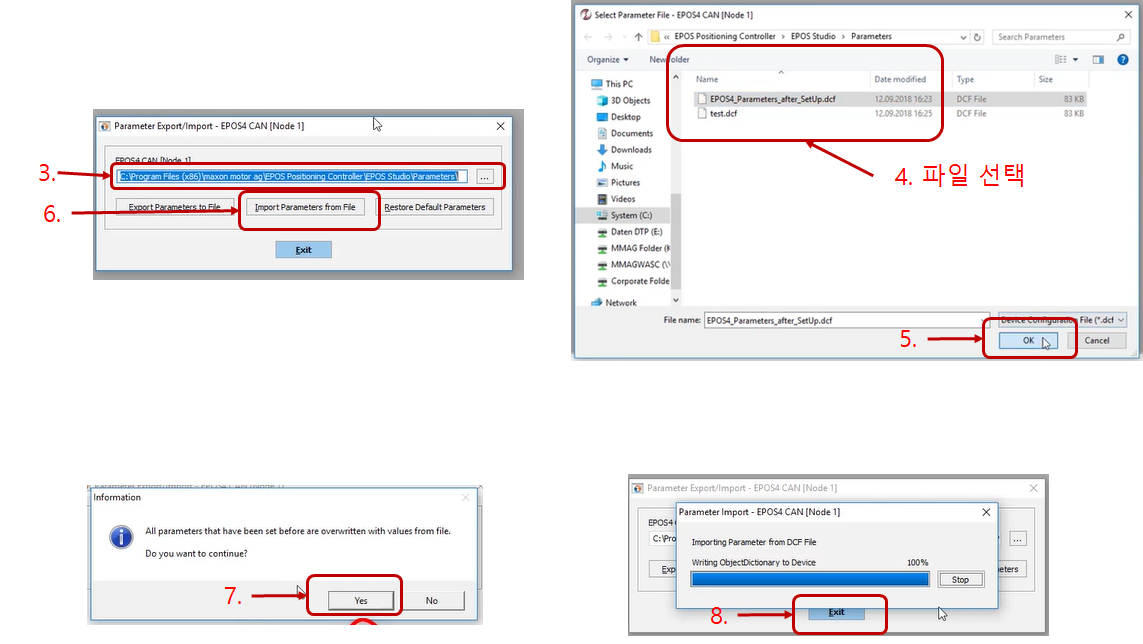 Parameter Export/Import - EPOS4 CAN [Node 1]
EPOS4 CAN [Node 1]
3.
C:\Program Files (x86)\maxon motor ag\EPOS Positioning Controller\EPOS Studio\Parameters\
...
6.
Export Parameters to File
Import Parameters from File
Restore Default Parameters
Exit
Select Parameter File - EPOS4 CAN [Node 1]
« EPOS Positioning Controller > EPOS Studio > Parameters
Search Parameters
Organize
New folder
Name
Date modified
Type
Size
EPOS4_Parameters_after_SetUp.dcf 12.09.2018 16:23 DCF File 83 KB
test.dcf 12.09.2018 16:25 DCF File 83 KB
This PC
3D Objects
Desktop
Documents
Downloads
Music
Pictures
Videos
System (C:)
Daten DTP (E:)
MMAG Folder (K
MMAGWASC (\\
Corporate Folde
Network
4. 파일 선택
File name:
EPOS4_Parameters_after_SetUp.dcf
Device Configuration File (*.dcf
5.
OK
Cancel
Information
All parameters that have been set before are overwritten with values from file.
Do you want to continue?
7.
Yes
No
Parameter Export/Import - EPOS4 CAN [Node 1]
EPOS4
C:\Pro
...
Exp
eters
Parameter Import - EPOS4 CAN [Node 1]
Importing Parameter from DCF File
Writing ObjectDictionary to Device 100%
Stop
8.
Exit